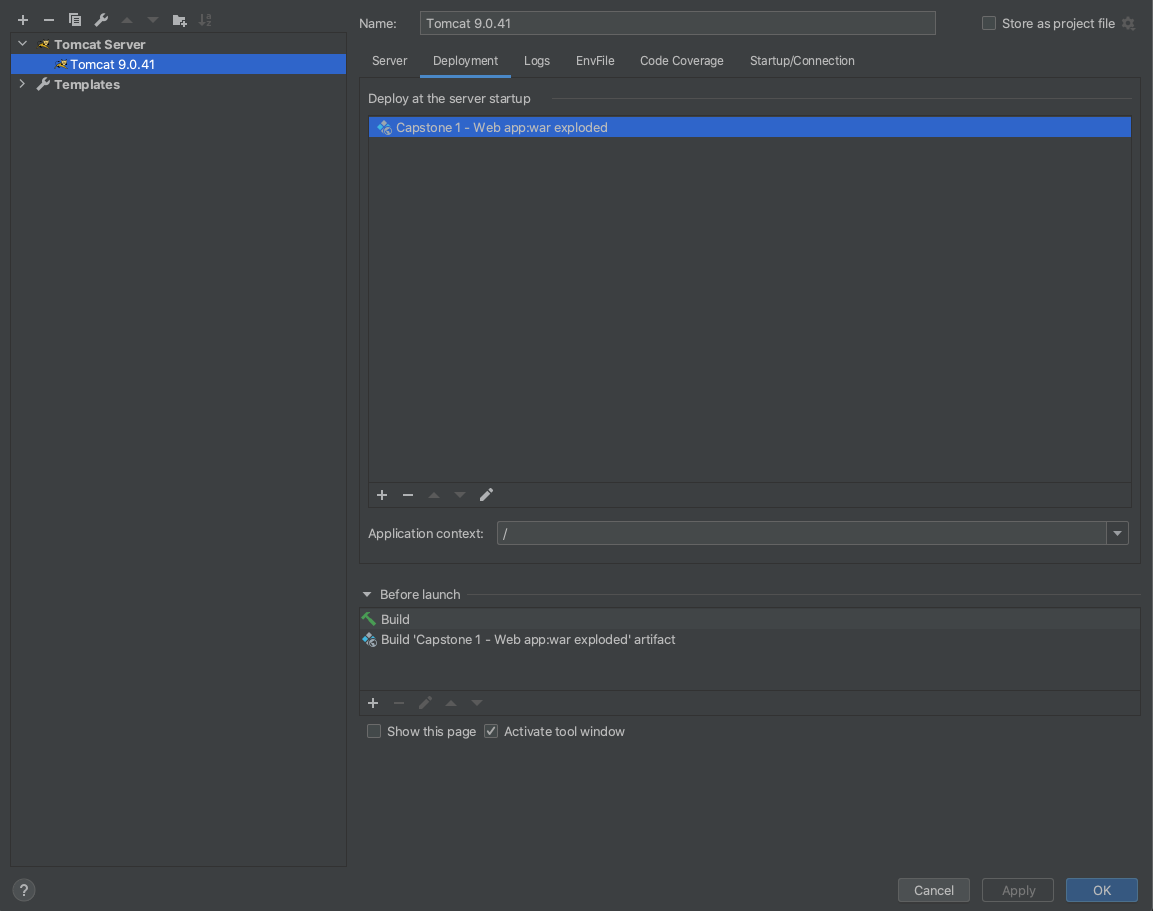 Name: Tomcat 9.0.41 Store as project file
Tomcat Server
Tomcat 9.0.41
Templates
Server Deployment Logs EnvFile Code Coverage Startup/Connection
Deploy at the server startup
Capstone 1 - Web app:war exploded
Application context: /
Before launch
Build
Build 'Capstone 1 - Web app:war exploded' artifact
Show this page Activate tool window
? Cancel Apply OK